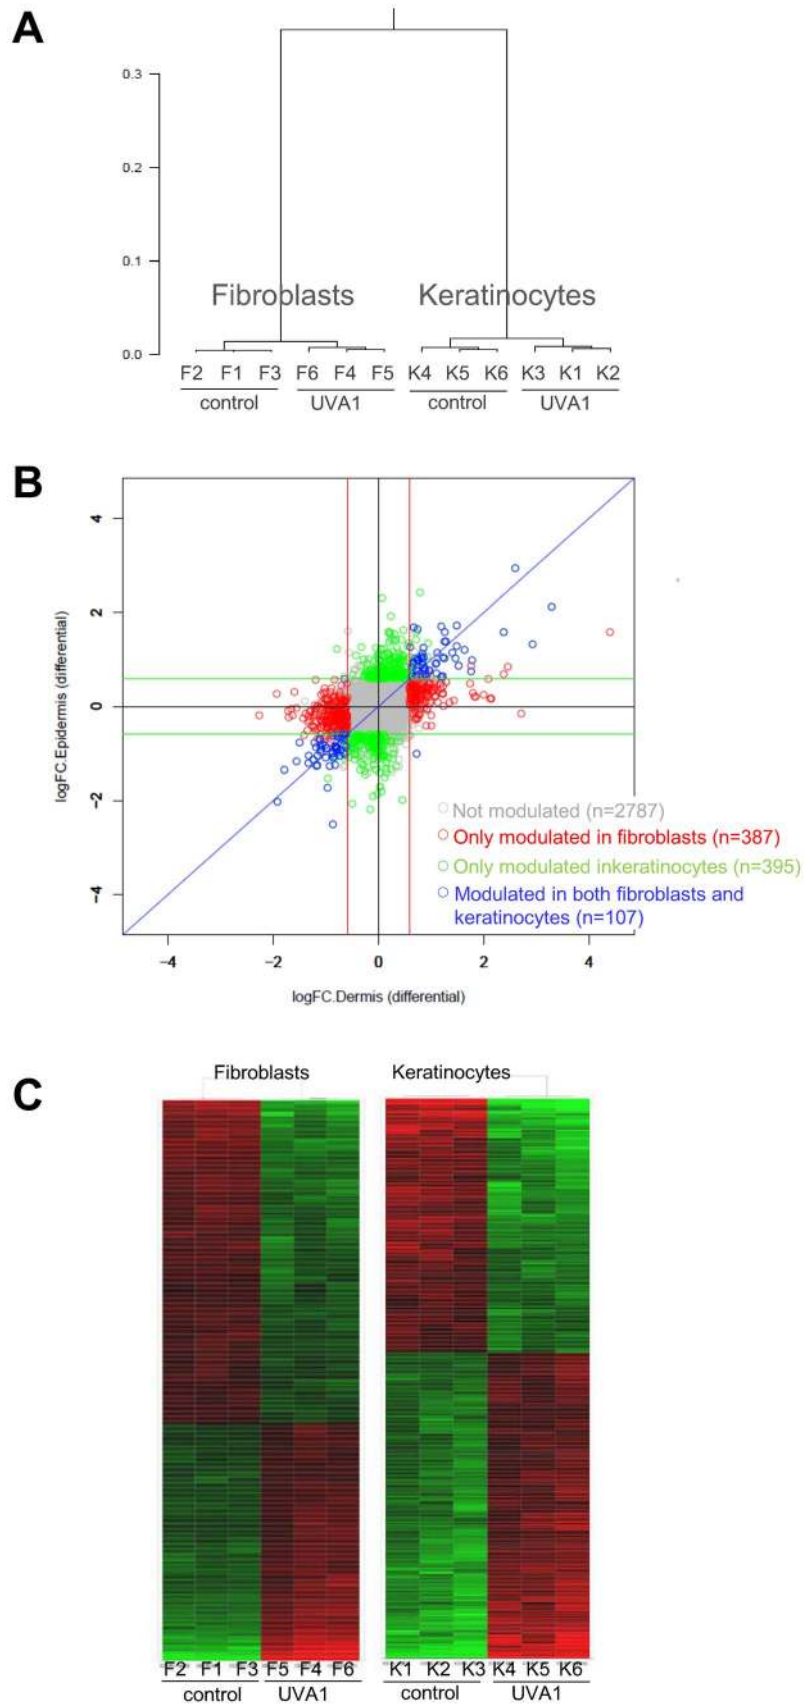 A
0.3
0.2
0.1
0.0
Fibroblasts Keratinocytes
F2 F1 F3 F6 F4 F5 K4 K5 K6 K3 K1 K2
control UVA1 control UVA1
B
4
2
0
−2
−4
logFC.Epidermis (differential)
Not modulated (n=2787)
Only modulated in fibroblasts (n=387)
Only modulated inkeratinocytes (n=395)
Modulated in both fibroblasts and
keratinocytes (n=107)
−4 −2 0 2 4
logFC.Dermis (differential)
C
Fibroblasts Keratinocytes
F2 F1 F3 F5 F4 F6 K1 K2 K3 K4 K5 K6
control UVA1 control UVA1